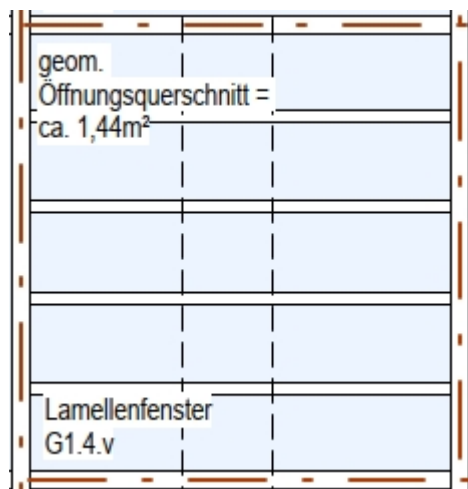 geom.
Öffnungsquerschnitt =
ca. 1,44m²
Lamellenfenster
G1.4.v